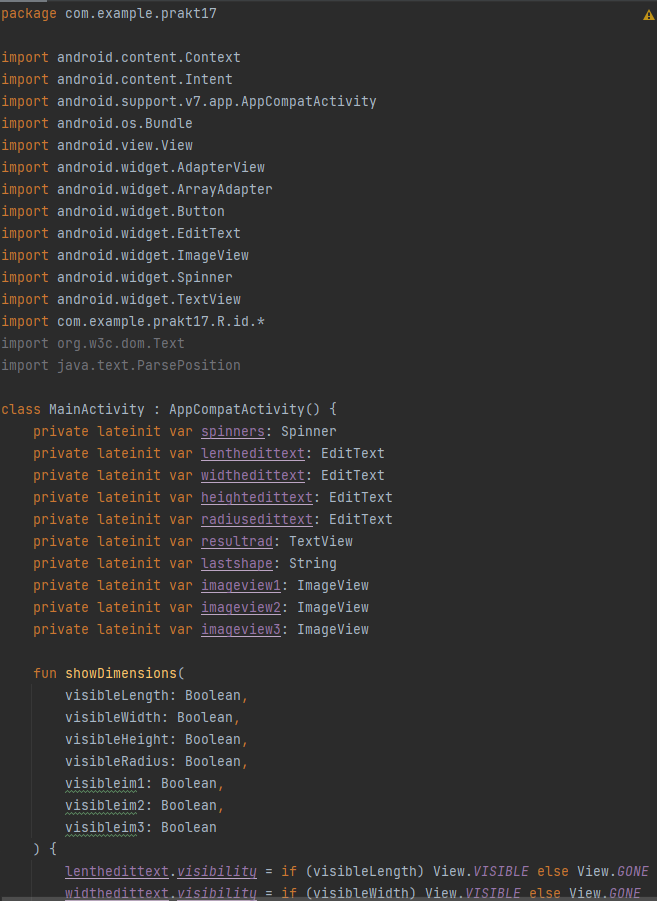 package com.example.prakt17
import android.content.Context
import android.content.Intent
import android.support.v7.app.AppCompatActivity
import android.os.Bundle
import android.view.View
import android.widget.AdapterView
import android.widget.ArrayAdapter
import android.widget.Button
import android.widget.EditText
import android.widget.ImageView
import android.widget.Spinner
import android.widget.TextView
import com.example.prakt17.R.id.*
import org.w3c.dom.Text
import java.text.ParsePosition
class MainActivity : AppCompatActivity() {
    private lateinit var spinners: Spinner
    private lateinit var lenthedittext: EditText
    private lateinit var widthedittext: EditText
    private lateinit var heightedittext: EditText
    private lateinit var radiusedittext: EditText
    private lateinit var resultrad: TextView
    private lateinit var lastshape: String
    private lateinit var imageview1: ImageView
    private lateinit var imageview2: ImageView
    private lateinit var imageview3: ImageView
    fun showDimensions(
        visibleLength: Boolean,
        visibleWidth: Boolean,
        visibleHeight: Boolean,
        visibleRadius: Boolean,
        visibleim1: Boolean,
        visibleim2: Boolean,
        visibleim3: Boolean
    ) {
        lenthedittext.visibility = if (visibleLength) View.VISIBLE else View.GONE
        widthedittext.visibility = if (visibleWidth) View.VISIBLE else View.GONE